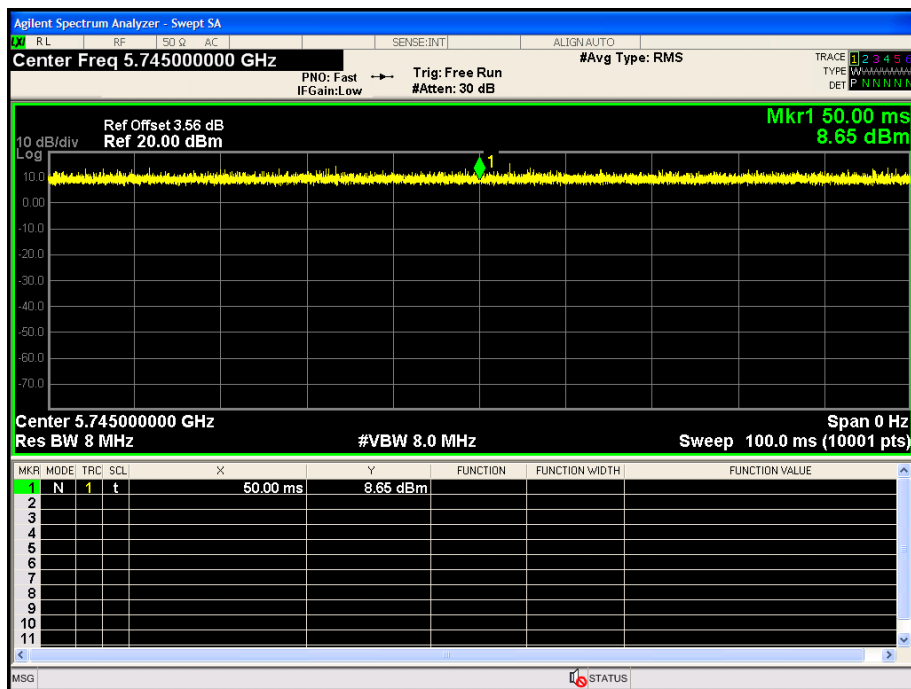 Agilent Spectrum Analyzer - Swept SA
LXI RL RF 50 Ω AC SENSE:INT ALIGN AUTO
Center Freq 5.745000000 GHz
#Avg Type: RMS
PNO: Fast
IFGain:Low
Trig: Free Run
#Atten: 30 dB
TRACE 1 2 3 4 5 6
TYPE W
DET P N N N N N
Mkr1 50.00 ms
8.65 dBm
Ref Offset 3.56 dB
10 dB/div Ref 20.00 dBm
Log
1
10.0
0.00
-10.0
-20.0
-30.0
-40.0
-50.0
-60.0
-70.0
Center 5.745000000 GHz Span 0 Hz
Res BW 8 MHz #VBW 8.0 MHz Sweep 100.0 ms (10001 pts)
MKR MODE TRC SCL X Y FUNCTION FUNCTION WIDTH FUNCTION VALUE
1 N 1 t 50.00 ms 8.65 dBm
2
3
4
5
6
7
8
9
10
11
MSG STATUS